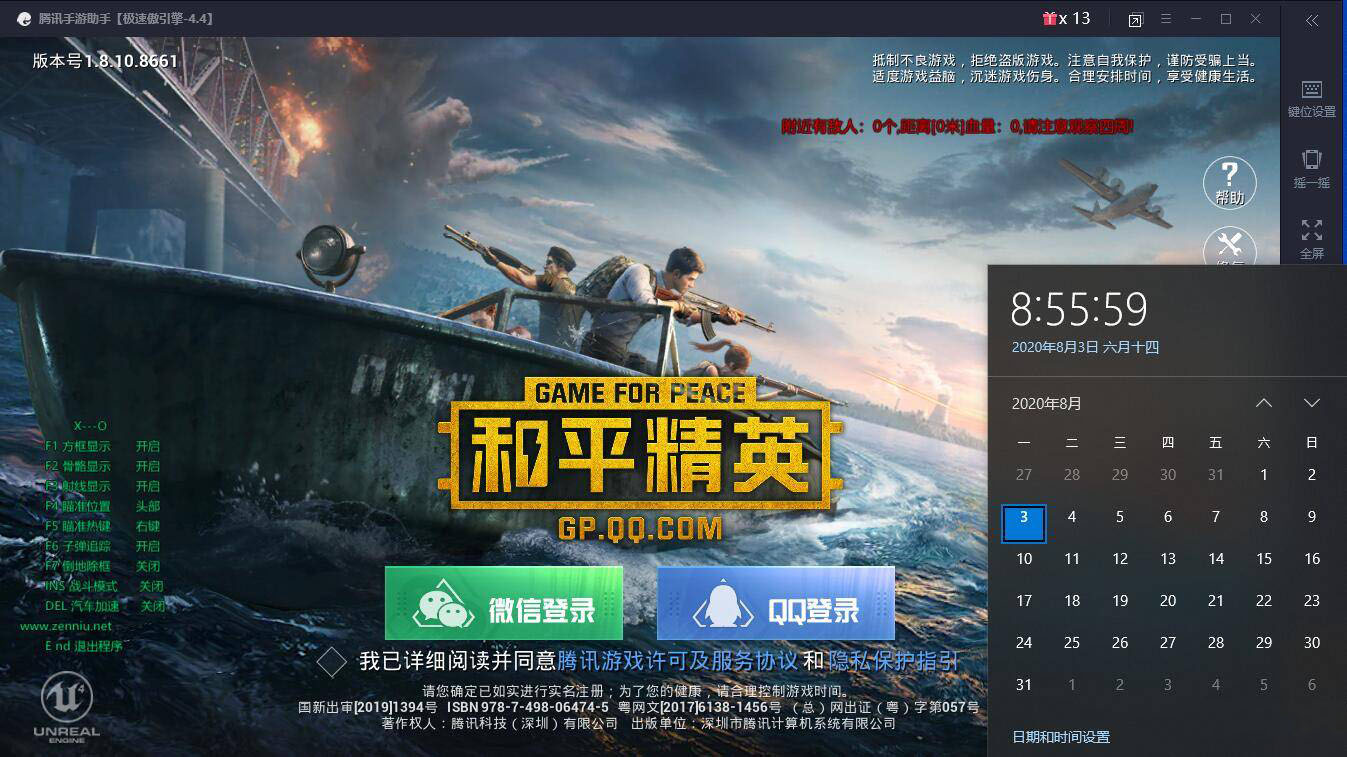 腾讯手游助手【极速傲引擎-4.4】
x 13
版本号1.8.10.8661
抵制不良游戏，拒绝盗版游戏。注意自我保护，谨防受骗上当。
适度游戏益脑，沉迷游戏伤身。合理安排时间，享受健康生活。
附近有敌人：0个,距离[0米]血量：0,请注意观察四周!
键位设置
?
帮助
摇一摇
全屏
8:55:59
2020年8月3日 六月十四
2020年8月
一 二 三 四 五 六 日
27 28 29 30 31 1 2
3 4 5 6 7 8 9
10 11 12 13 14 15 16
17 18 19 20 21 22 23
24 25 26 27 28 29 30
31 1 2 3 4 5 6
日期和时间设置
GAME FOR PEACE
和平精英
GP.QQ.COM
X---O
F1 方框显示 开启
F2 骨骼显示 开启
F3 射线显示 开启
F4 瞄准位置 头部
F5 瞄准热键 右键
F6 子弹追踪 开启
F7 倒地除框 关闭
INS 战斗模式 关闭
DEL 汽车加速 关闭
www.zenniu.net
E nd 退出程序
微信登录
QQ登录
我已详细阅读并同意腾讯游戏许可及服务协议 和 隐私保护指引
请您确定已如实进行实名注册；为了您的健康，请合理控制游戏时间。
国新出审[2019]1394号 ISBN 978-7-498-06474-5 粤网文[2017]6138-1456号 （总）网出证（粤）字第057号
著作权人：腾讯科技（深圳）有限公司 出版单位：深圳市腾讯计算机系统有限公司
UNREAL
ENGINE